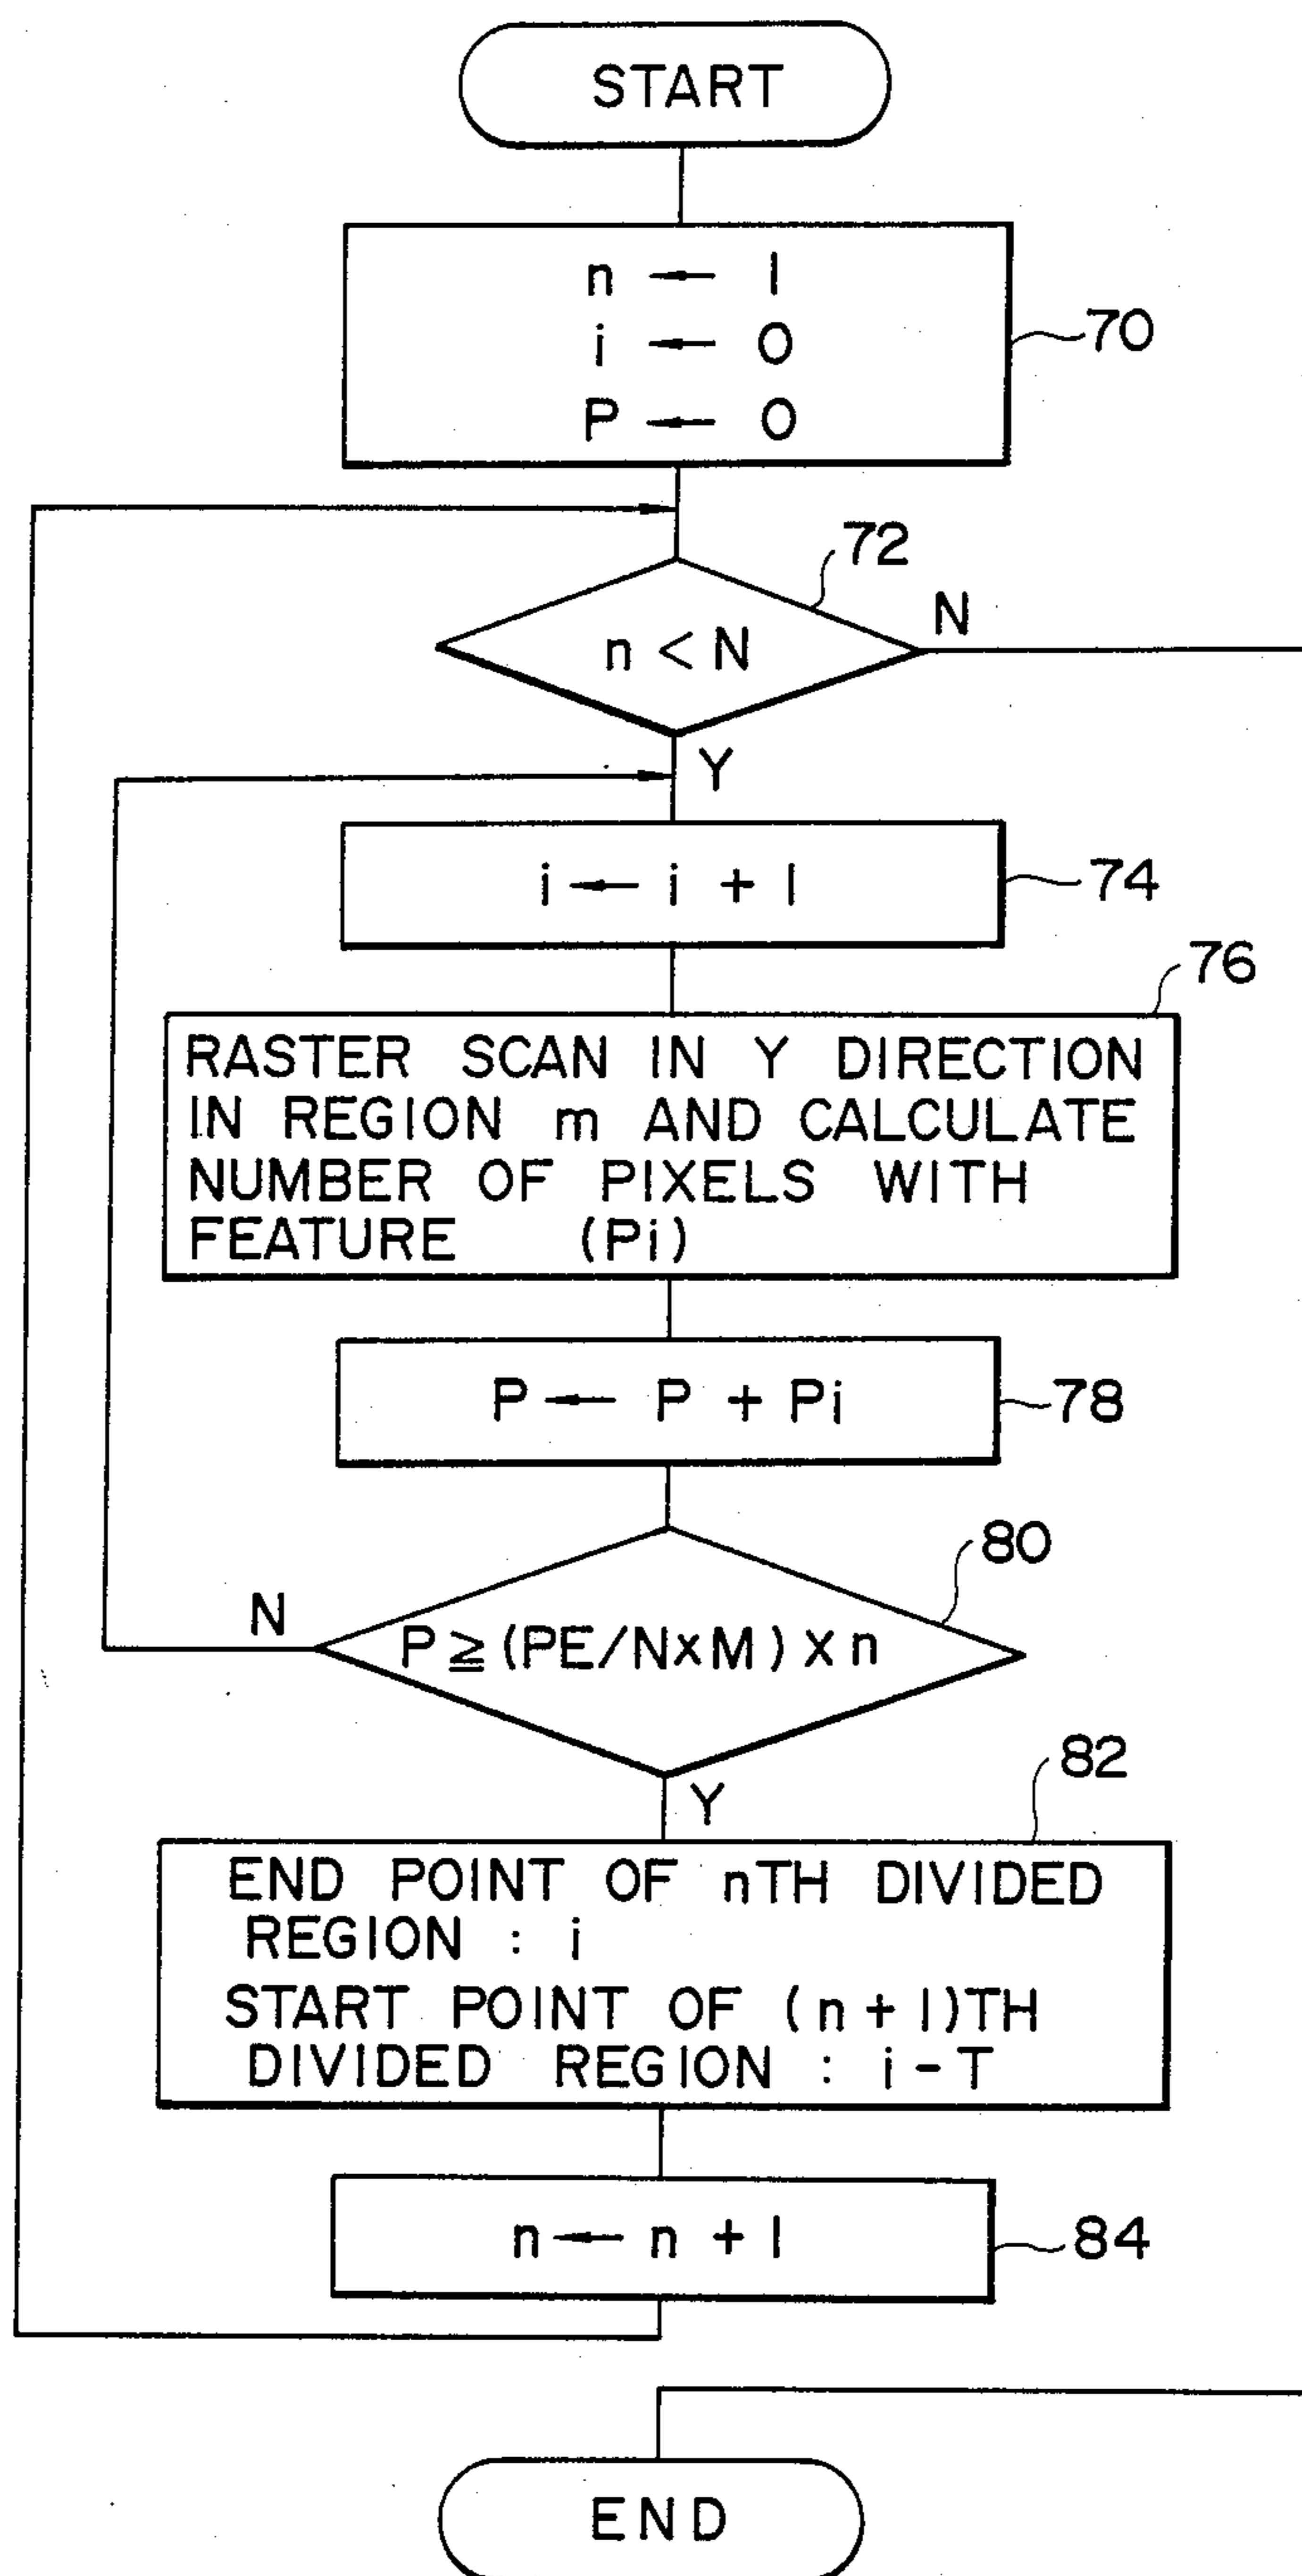 START
n ← 1
i ← 0
P ← 0
70
72
n < N
N
Y
i ← i + 1
74
76
RASTER SCAN IN Y DIRECTION
IN REGION m AND CALCULATE
NUMBER OF PIXELS WITH
FEATURE (Pi)
P ← P + Pi
78
80
N
P ≧ (PE/N×M) × n
Y
82
END POINT OF nTH DIVIDED
REGION : i
START POINT OF (n + 1)TH
DIVIDED REGION : i - T
n ← n + 1
84
END